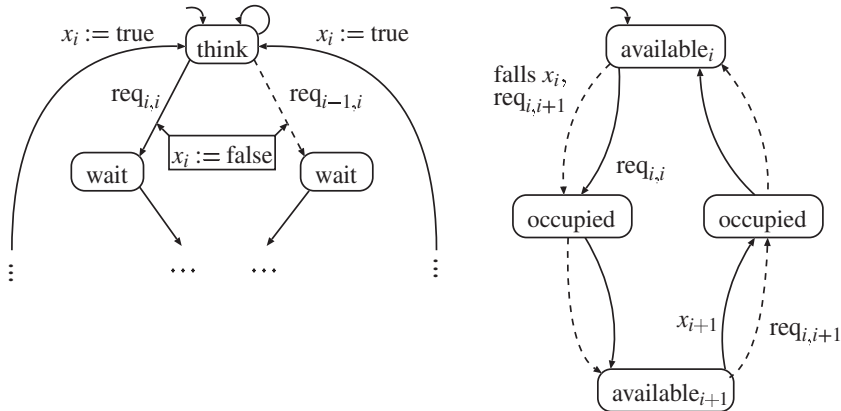 x_i := true
think
x_i := true
req_{i,i}
req_{i−1,i}
x_i := false
wait
wait
...
...
⋮
⋮
available_i
falls x_i,
req_{i,i+1}
req_{i,i}
occupied
occupied
x_{i+1}
req_{i,i+1}
available_{i+1}